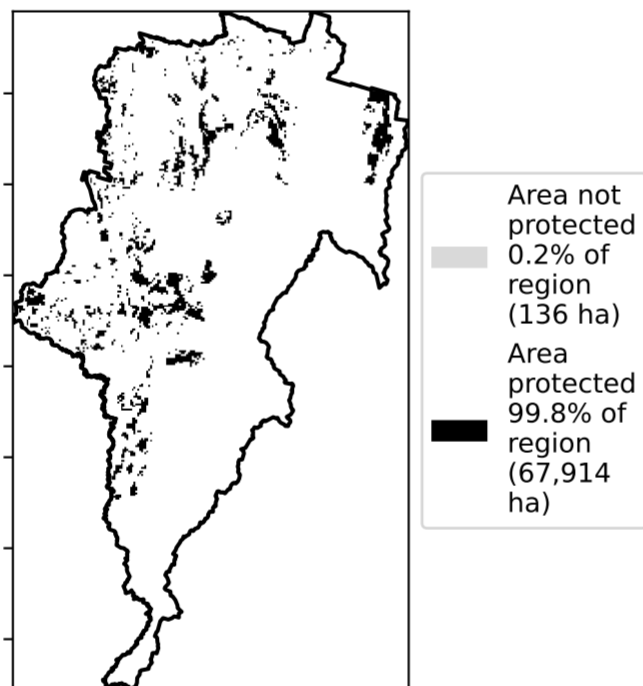 Area not
protected
0.2% of
region
(136 ha)
Area
protected
99.8% of
region
(67,914
ha)